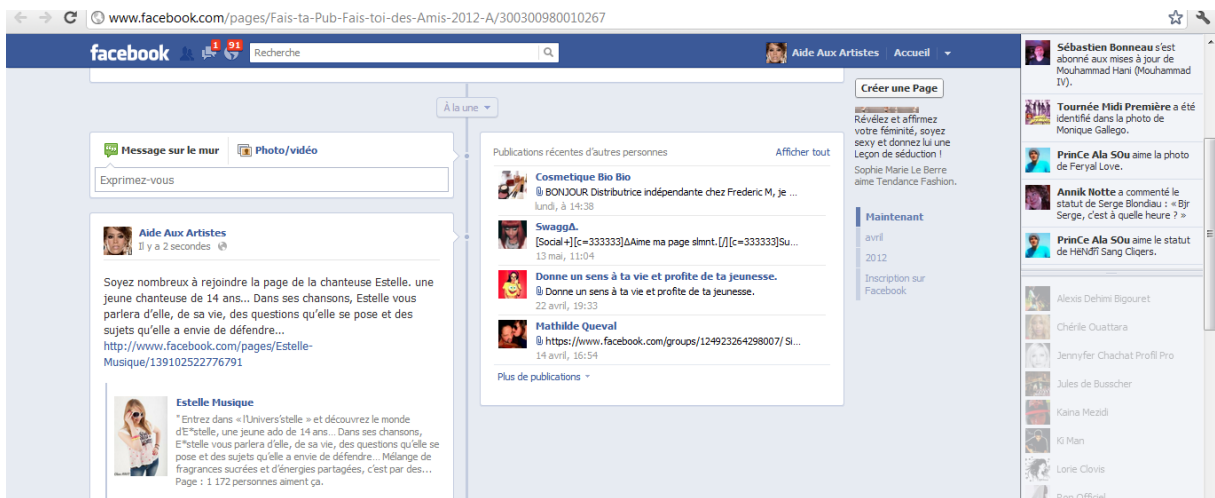 www.facebook.com/pages/Fais-ta-Pub-Fais-toi-des-Amis-2012-A/300300980010267
facebook
1
91
Recherche
Aide Aux Artistes
Accueil
À la une
Message sur le mur
Photo/vidéo
Exprimez-vous
Aide Aux Artistes
Il y a 2 secondes
Soyez nombreux à rejoindre la page de la chanteuse Estelle. une
jeune chanteuse de 14 ans... Dans ses chansons, Estelle vous
parlera d'elle, de sa vie, des questions qu'elle se pose et des
sujets qu'elle a envie de défendre...
http://www.facebook.com/pages/Estelle-
Musique/139102522776791
Estelle Musique
"Entrez dans «l'Univers'stelle » et découvrez le monde
d'E*stelle, une jeune ado de 14 ans... Dans ses chansons,
E*stelle vous parlera d'elle, de sa vie, des questions qu'elle se
pose et des sujets qu'elle a envie de défendre... Mélange de
fragrances sucrées et d'énergies partagées, c'est par des...
Page : 1 172 personnes aiment ça.
Publications récentes d'autres personnes
Afficher tout
Cosmetique Bio Bio
BONJOUR Distributrice indépendante chez Frederic M, je ...
lundi, à 14:38
SwaggΔ.
[Social+][c=333333]ΔAime ma page slmnt.[/][c=333333]Su...
13 mai, 11:04
Donne un sens à ta vie et profite de ta jeunesse.
Donne un sens à ta vie et profite de ta jeunesse.
22 avril, 19:33
Mathilde Queval
https://www.facebook.com/groups/124923264298007/ Si...
14 avril, 16:54
Plus de publications
Créer une Page
Révélez et affirmez
votre féminité, soyez
sexy et donnez lui une
Leçon de séduction !
Sophie Marie Le Berre
aime Tendance Fashion.
Maintenant
avril
2012
Inscription sur
Facebook
Sébastien Bonneau s'est
abonné aux mises à jour de
Mouhammad Hani (Mouhammad
IV).
Tournée Midi Première a été
identifié dans la photo de
Monique Gallego.
PrinCe Ala SOu aime la photo
de Feryal Love.
Annik Notte a commenté le
statut de Serge Blondiau : « Bjr
Serge, c'est à quelle heure ? »
PrinCe Ala SOu aime le statut
de HëNdřî Sang Cliqers.
Alexis Dehimi Bigouret
Chérile Ouattara
Jennyfer Chachat Profil Pro
Jules de Busscher
Kaina Mezidi
Ki Man
Lorie Clovis